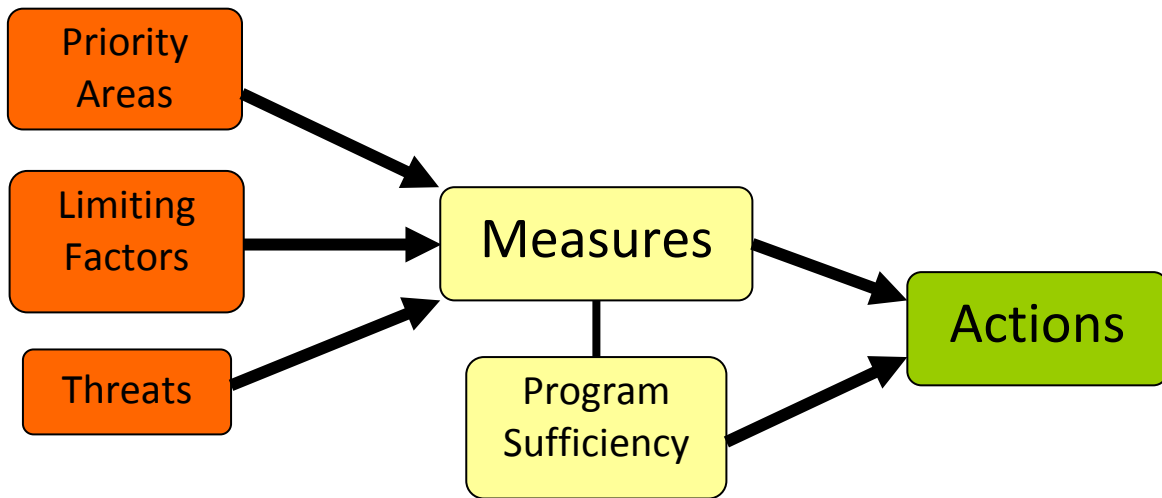 Priority
Areas
Limiting
Factors
Threats
Measures
Program
Sufficiency
Actions